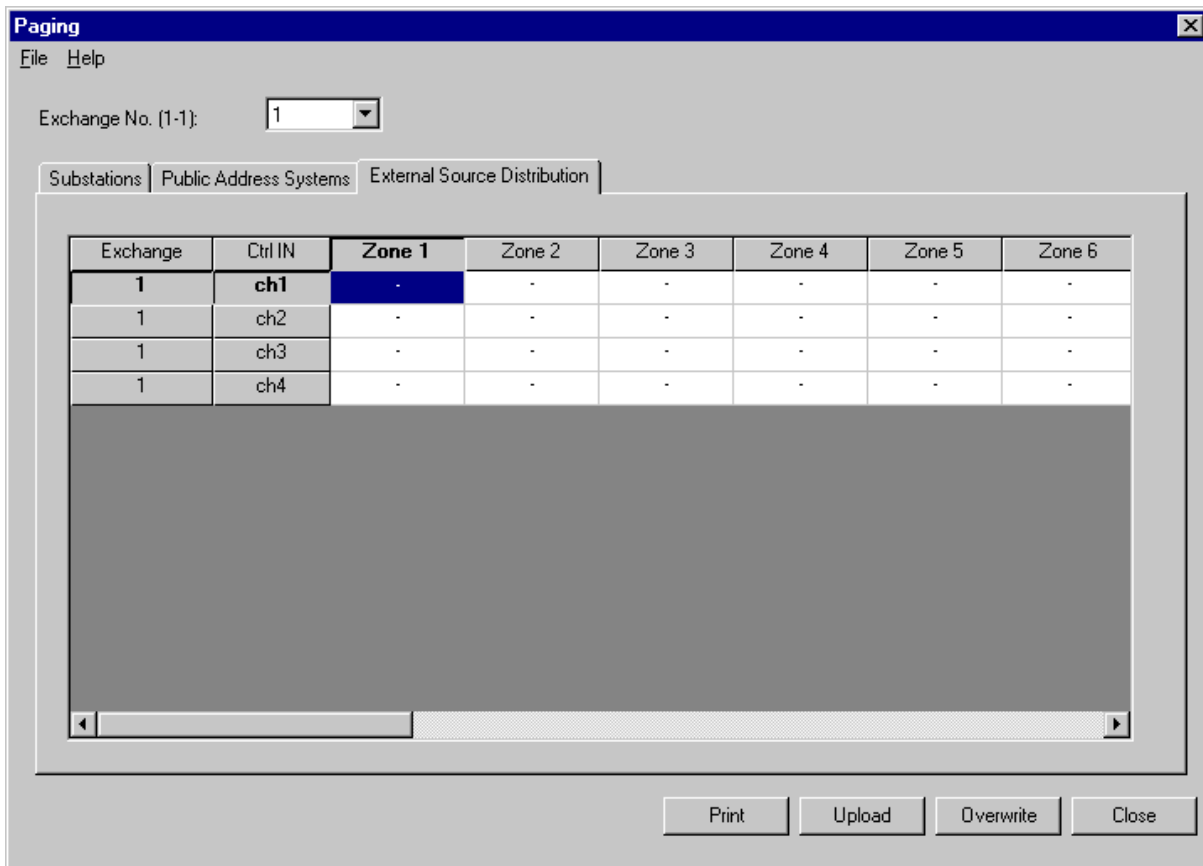 Paging
File Help
Exchange No. (1-1): 1
Substations Public Address Systems External Source Distribution
Exchange Ctrl IN Zone 1 Zone 2 Zone 3 Zone 4 Zone 5 Zone 6
1 ch1 - - - - - -
1 ch2 - - - - - -
1 ch3 - - - - - -
1 ch4 - - - - - -
Print Upload Overwrite Close